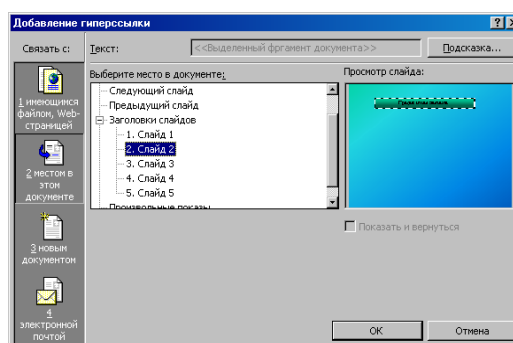 Добавление гиперссылки
Связать с:
Текст:
<<Выделенный фрагмент документа>>
Подсказка...
Выберите место в документе:
Просмотр слайда:
1 имеющимся
файлом, Web-
страницей
2 местом в
этом
документе
3 новым
документом
4
электронной
почтой
Следующий слайд
Предыдущий слайд
Заголовки слайдов
1. Слайд 1
2. Слайд 2
3. Слайд 3
4. Слайд 4
5. Слайд 5
Произвольные показы
Показать и вернуться
OK
Отмена